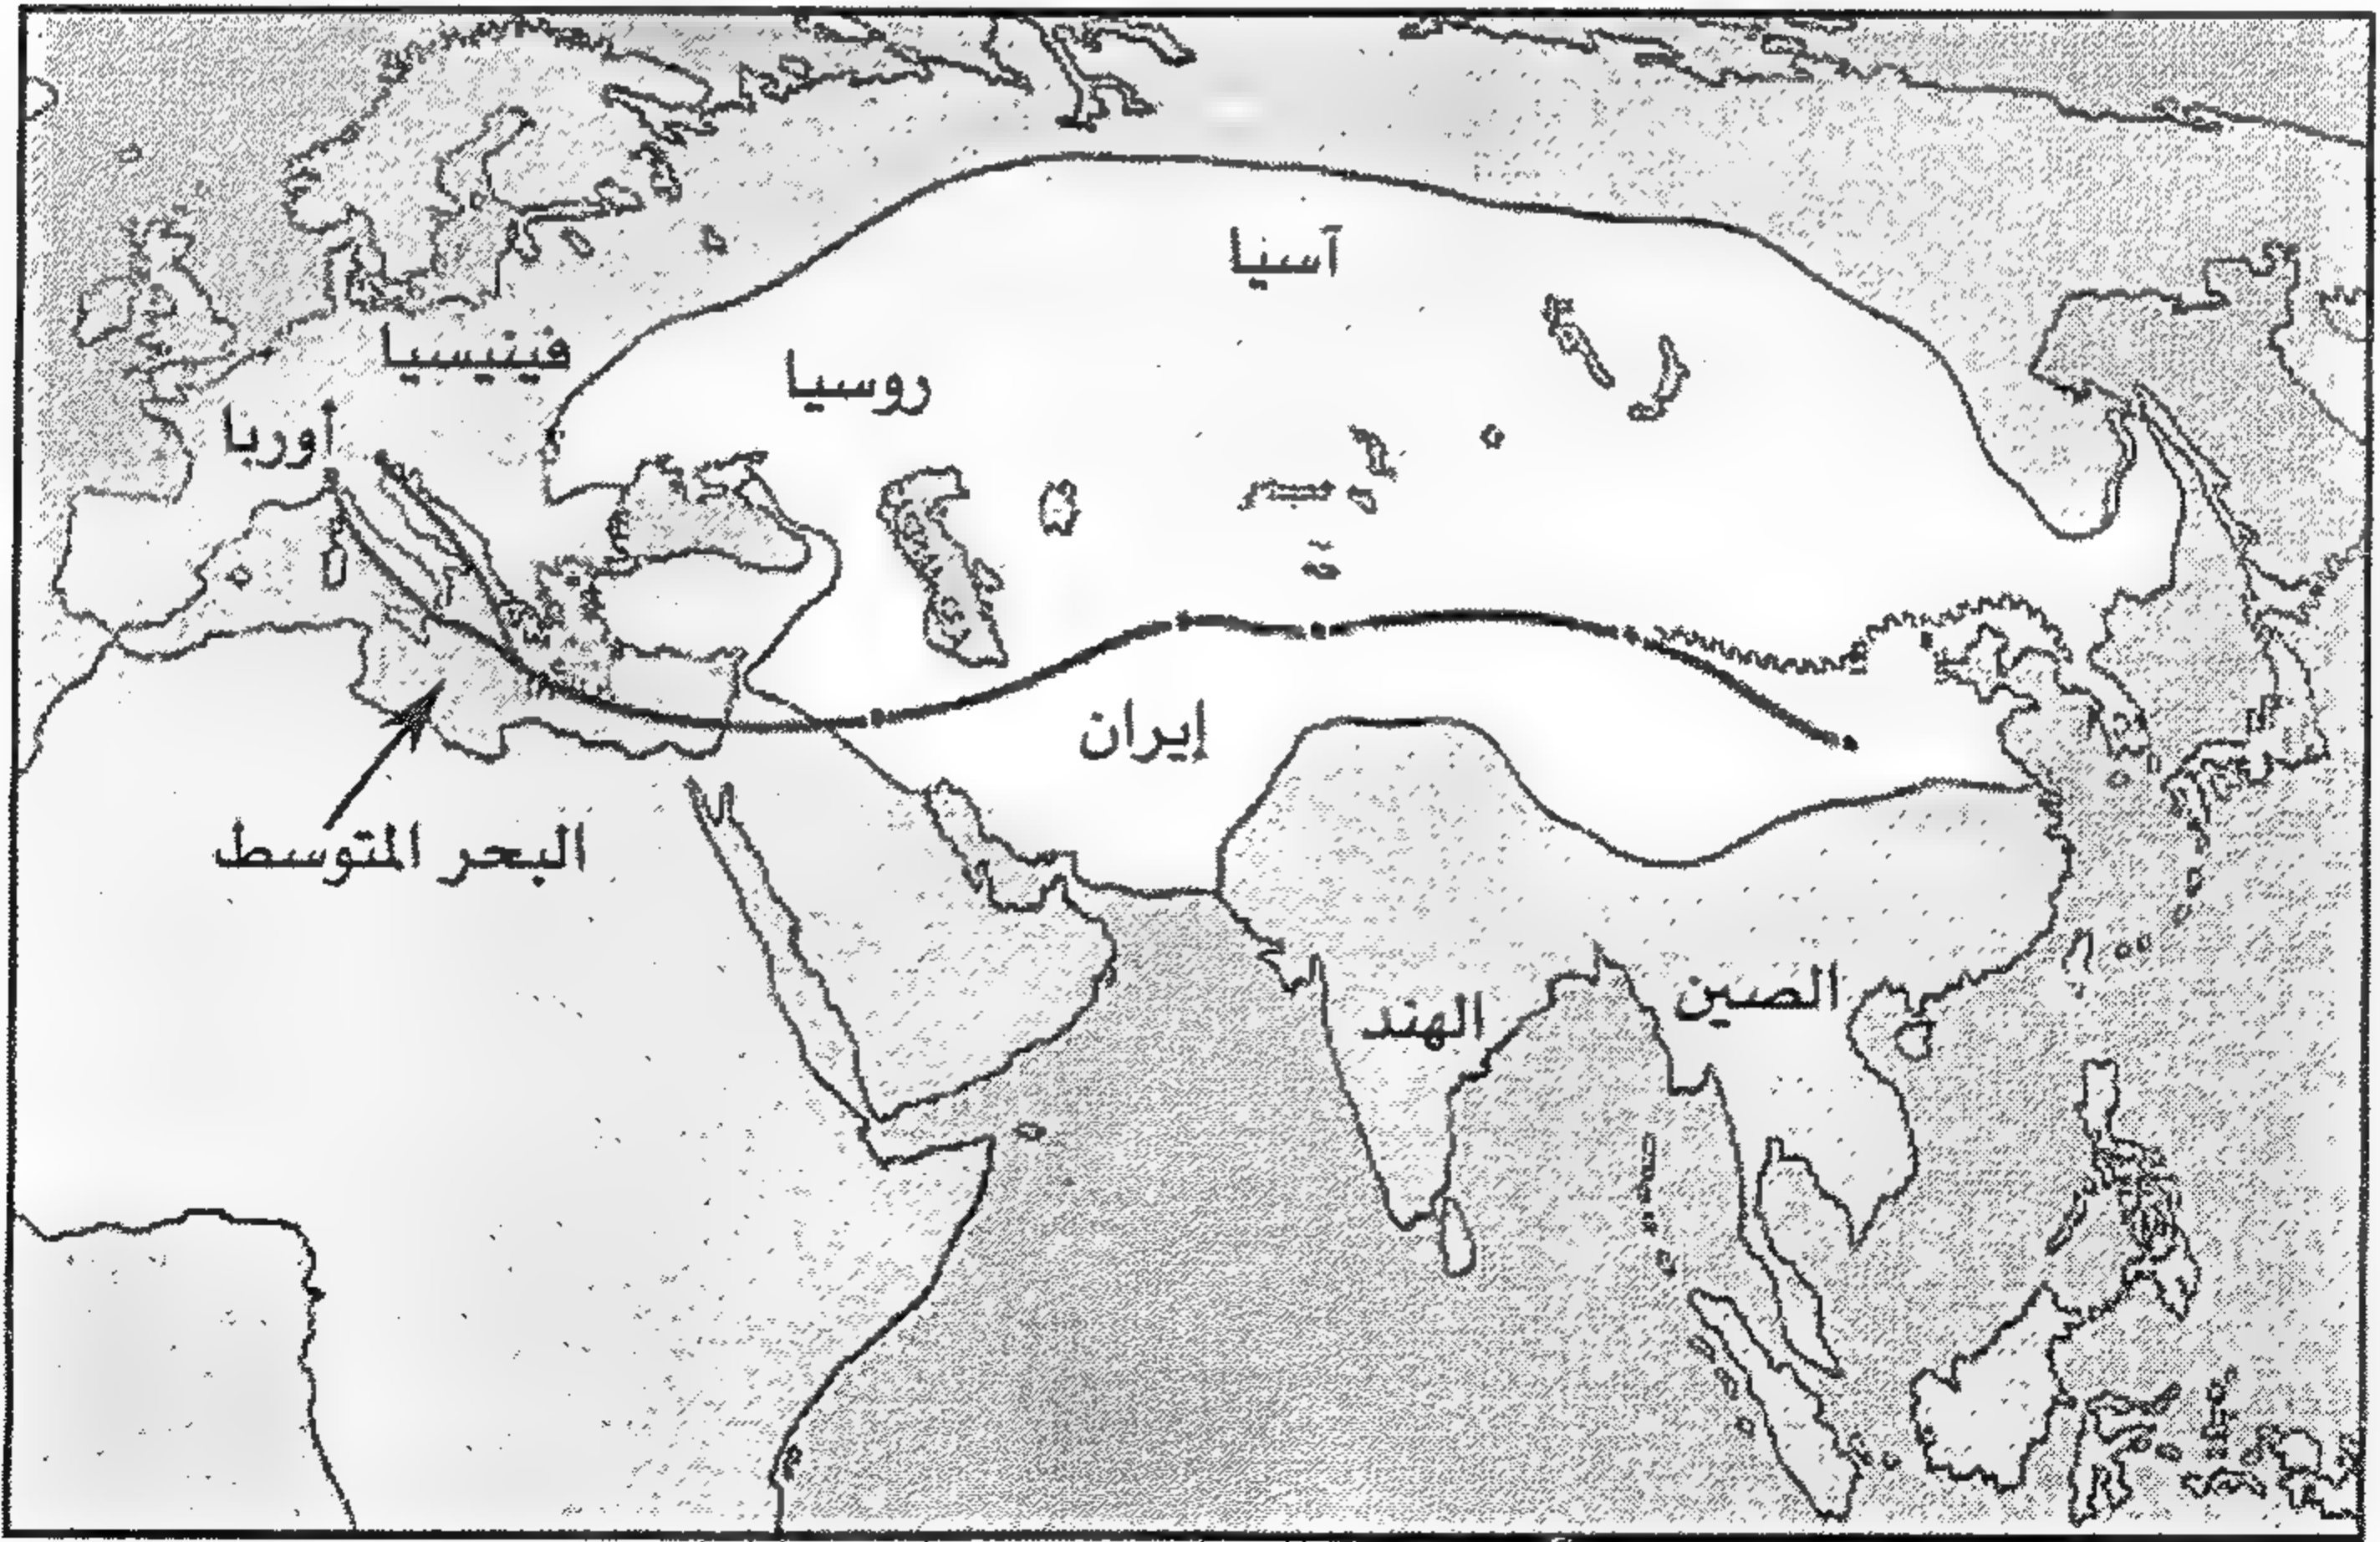 آسيا
فينيسيا
روسيا
أوربا
إيران
البحر المتوسط
الصين
الهند